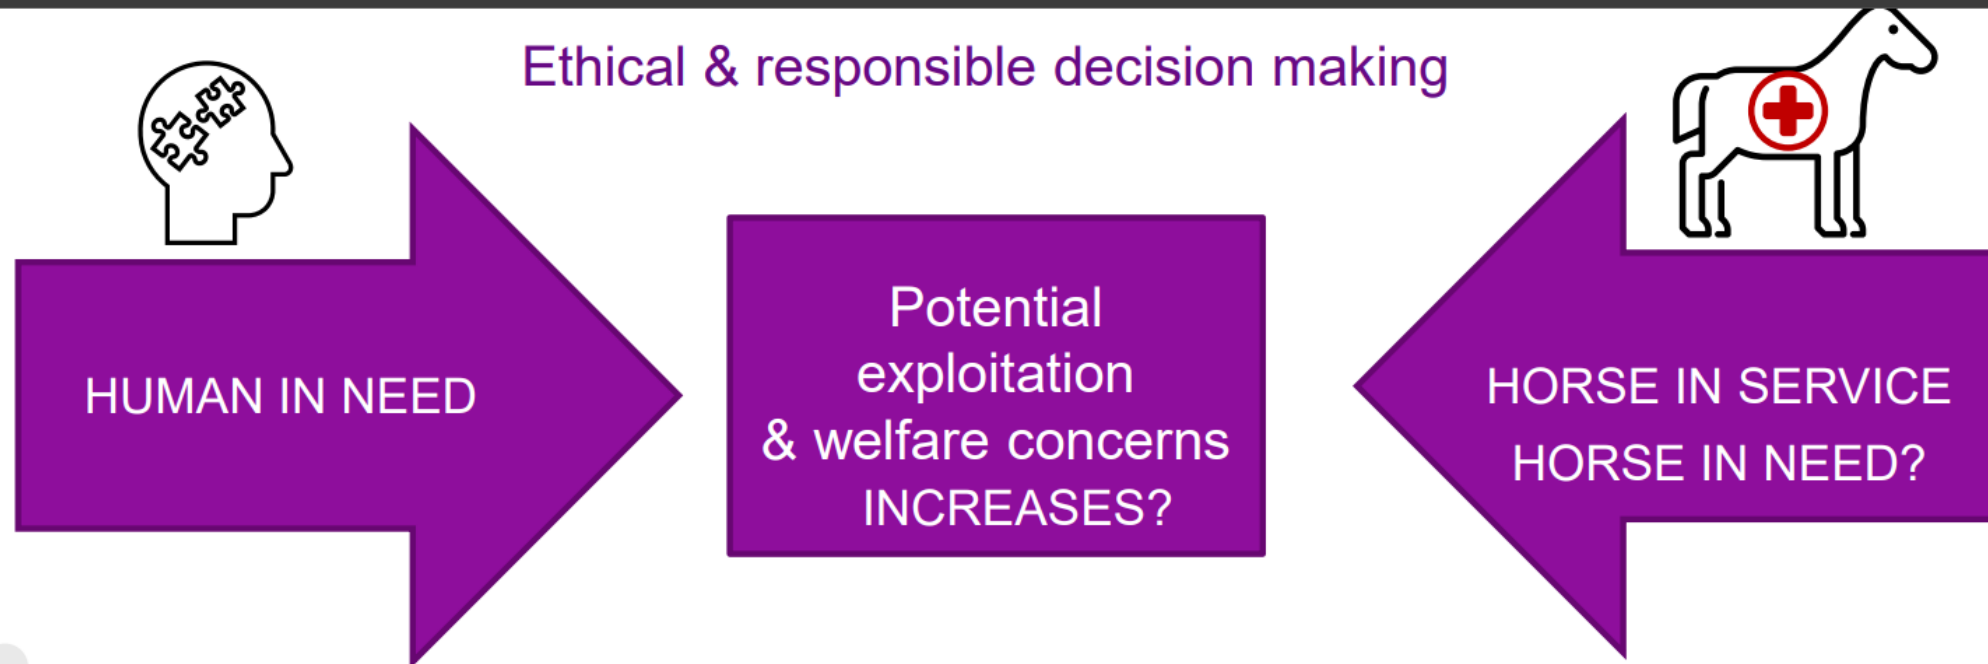 Ethical & responsible decision making
HUMAN IN NEED
Potential
exploitation
& welfare concerns
INCREASES?
HORSE IN SERVICE
HORSE IN NEED?